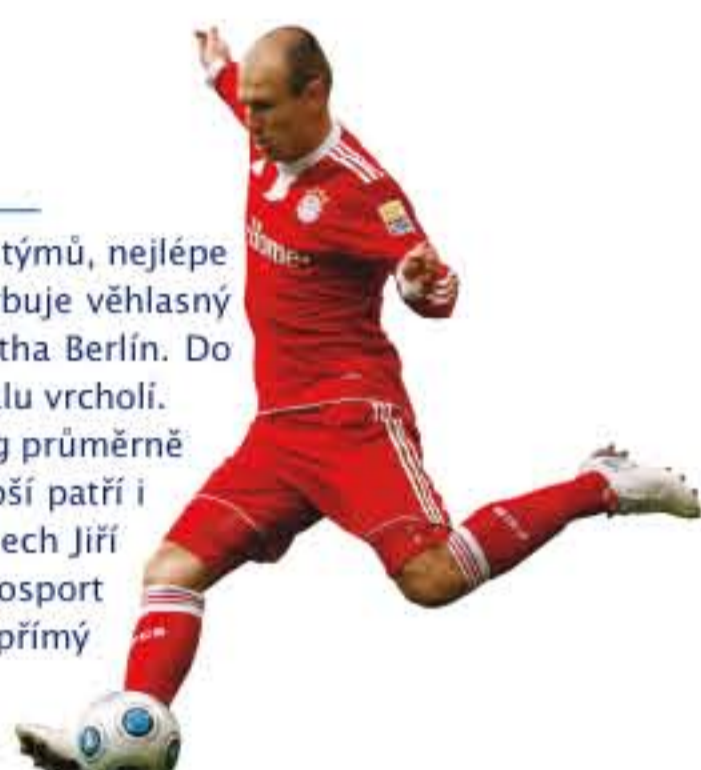 týmů, nejlépe
buje věhlasný
tha Berlín. Do
lu vrcholí.
g průměrně
ší patří i
ech Jiří
osport
přímý